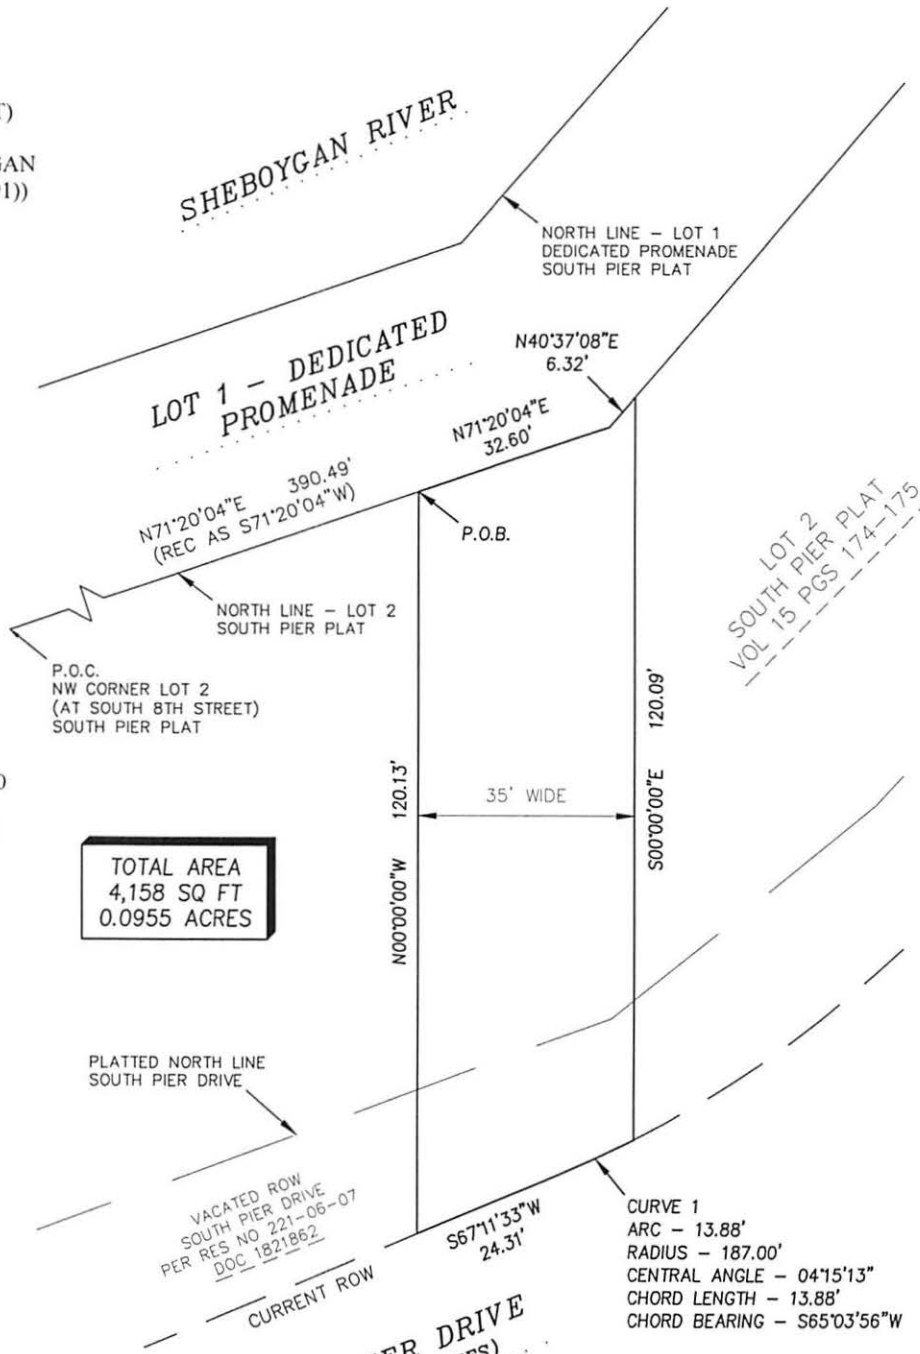 SHEBOYGAN RIVER
NORTH LINE – LOT 1
DEDICATED PROMENADE
SOUTH PIER PLAT
LOT 1 – DEDICATED
PROMENADE
N40°37'08"E
6.32'
N71°20'04"E
32.60'
N71°20'04"E 390.49'
(REC AS S71°20'04"W)
P.O.B.
LOT 2
SOUTH PIER PLAT
VOL 15 PGS 174-175
NORTH LINE – LOT 2
SOUTH PIER PLAT
P.O.C.
NW CORNER LOT 2
(AT SOUTH 8TH STREET)
SOUTH PIER PLAT
N00°00'00"W 120.13'
35' WIDE
S00°00'00"E 120.09'
TOTAL AREA
4,158 SQ FT
0.0955 ACRES
PLATTED NORTH LINE
SOUTH PIER DRIVE
VACATED ROW
SOUTH PIER DRIVE
PER RES NO 221-06-07
DOC 1821862
CURRENT ROW
S67°11'33"W
24.31'
CURVE 1
ARC – 13.88'
RADIUS – 187.00'
CENTRAL ANGLE – 04°15'13"
CHORD LENGTH – 13.88'
CHORD BEARING – S65°03'56"W
DRIVE